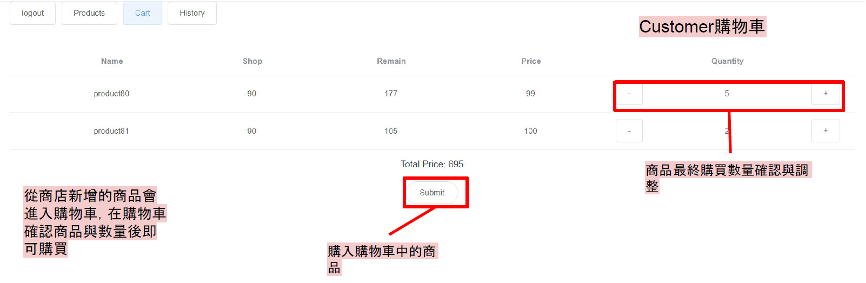 logout Products Cart History
Customer購物車
Name Shop Remain Price Quantity
product80 90 177 99 - 5 +
product81 90 105 100 - 2 +
Total Price: 695
Submit
商品最終購買數量確認與調
整
從商店新增的商品會
進入購物車, 在購物車
確認商品與數量後即
可購買
購入購物車中的商
品